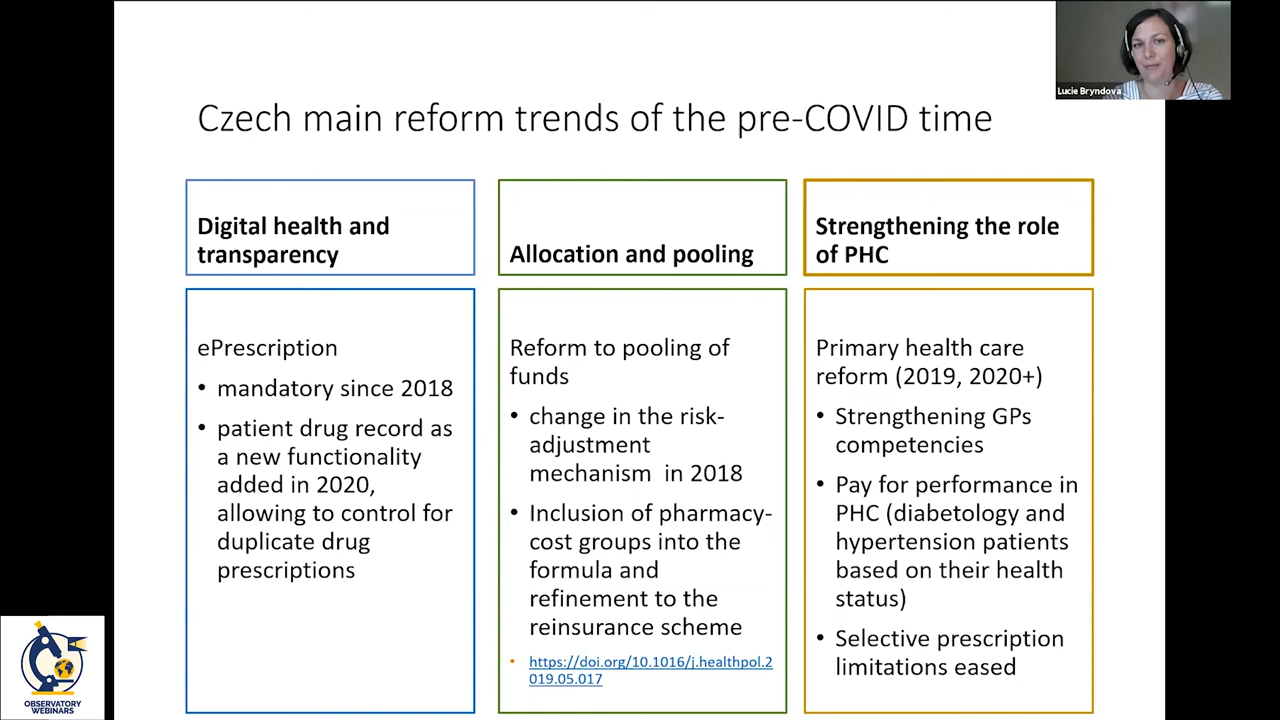 Lucie Bryndova
Czech main reform trends of the pre-COVID time
Digital health and
transparency
ePrescription
• mandatory since 2018
• patient drug record as
a new functionality
added in 2020,
allowing to control for
duplicate drug
prescriptions
Allocation and pooling
Reform to pooling of
funds
• change in the risk-
adjustment
mechanism in 2018
• Inclusion of pharmacy-
cost groups into the
formula and
refinement to the
reinsurance scheme
• https://doi.org/10.1016/j.healthpol.2
019.05.017
Strengthening the role
of PHC
Primary health care
reform (2019, 2020+)
• Strengthening GPs
competencies
• Pay for performance in
PHC (diabetology and
hypertension patients
based on their health
status)
• Selective prescription
limitations eased
OBSERVATORY
WEBINARS